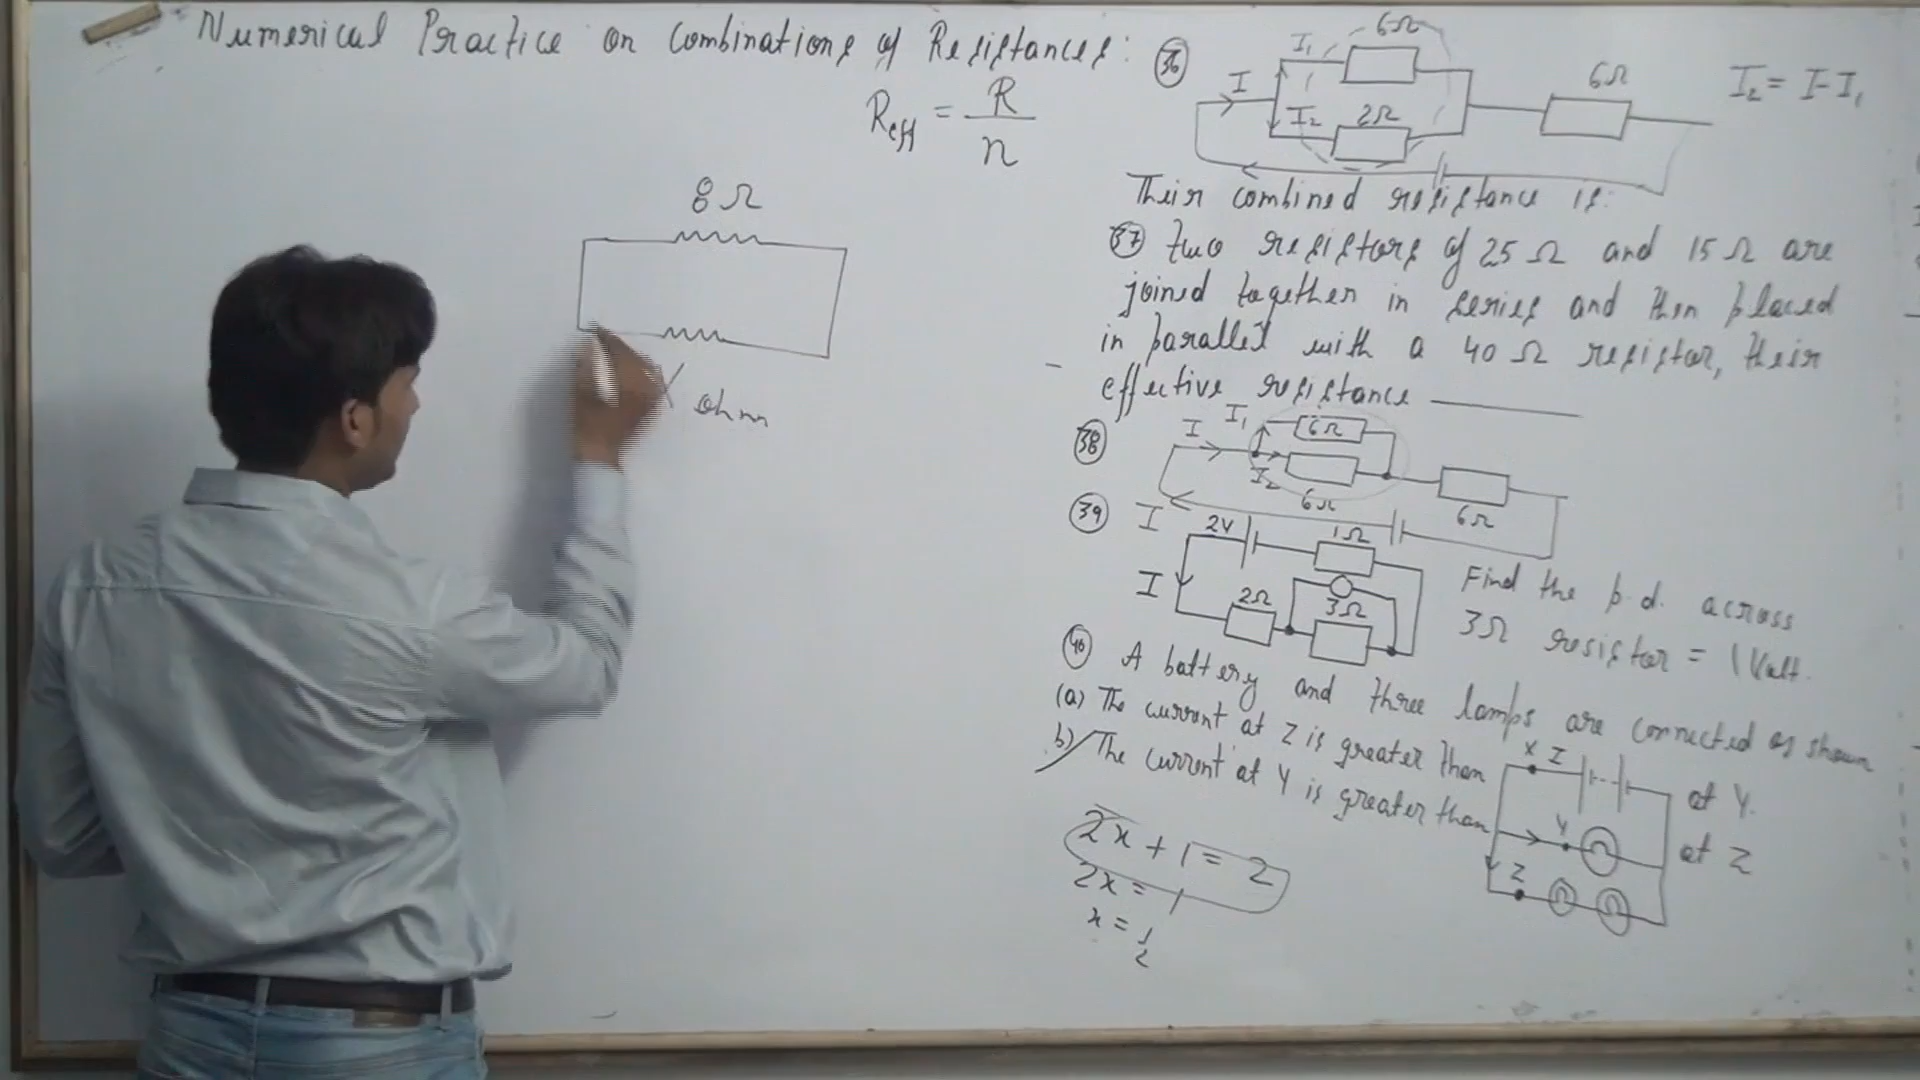 Numerical Practice on Combinations of Resistances:
Reff = R / n
8 Ω
X ohm
36
I
I1
6Ω
I2
2Ω
6Ω
I2 = I - I1
Their combined resistance is:
37 two resistors of 25 Ω and 15 Ω are
joined together in series and then placed
in parallel with a 40 Ω resistor, their
effective resistance
38
I
I1
6Ω
I2
6Ω
6Ω
39
I
2V
1Ω
I
2Ω
3Ω
Find the p.d. across
3Ω resistor = 1 Volt.
40 A battery and three lamps are connected as shown
(a) The current at Z is greater than at Y.
b) The current at Y is greater than at Z
X I
Y
Z
2x + 1 = 2
2x = 1
x = 1/2